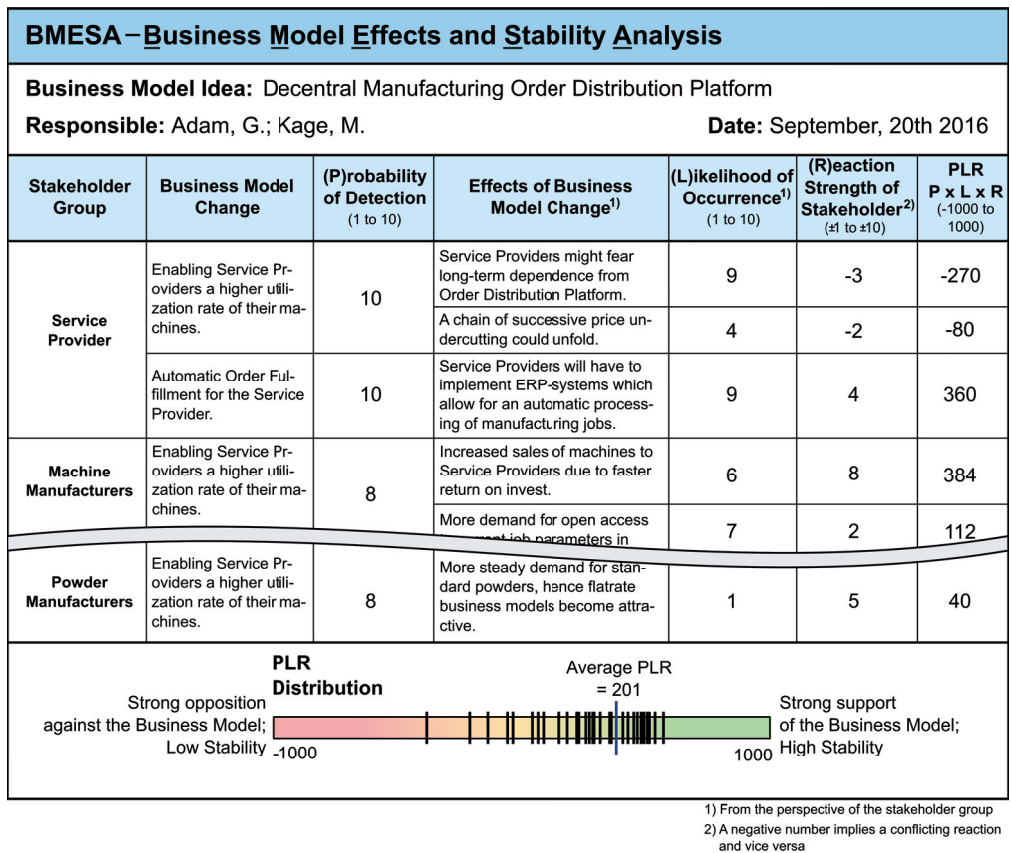 BMESA–Business Model Effects and Stability Analysis
Business Model Idea: Decentral Manufacturing Order Distribution Platform
Responsible: Adam, G.; Kage, M.
Date: September, 20th 2016
Stakeholder
Group
Business Model
Change
(P)robability
of Detection
(1 to 10)
Effects of Business
Model Change1)
(L)ikelihood of
Occurrence1)
(1 to 10)
(R)eaction
Strength of
Stakeholder2)
(±1 to ±10)
PLR
P x L x R
(-1000 to
1000)
Service
Provider
Enabling Service Pr-
oviders a higher utili-
zation rate of their ma-
chines.
10
Service Providers might fear
long-term dependence from
Order Distribution Platform.
9
-3
-270
A chain of successive price un-
dercutting could unfold.
4
-2
-80
Automatic Order Ful-
fillment for the Service
Provider.
10
Service Providers will have to
implement ERP-systems which
allow for an automatic process-
ing of manufacturing jobs.
9
4
360
Machine
Manufacturers
Enabling Service Pr-
oviders a higher utili-
zation rate of their ma-
chines.
8
Increased sales of machines to
Service Providers due to faster
return on invest.
6
8
384
More demand for open access
job parameters in
7
2
112
Powder
Manufacturers
Enabling Service Pr-
oviders a higher utili-
zation rate of their ma-
chines.
8
More steady demand for stan-
dard powders, hence flatrate
business models become attra-
ctive.
1
5
40
PLR
Distribution
Average PLR
= 201
Strong opposition
against the Business Model;
Low Stability
-1000
1000
Strong support
of the Business Model;
High Stability
1) From the perspective of the stakeholder group
2) A negative number implies a conflicting reaction
and vice versa